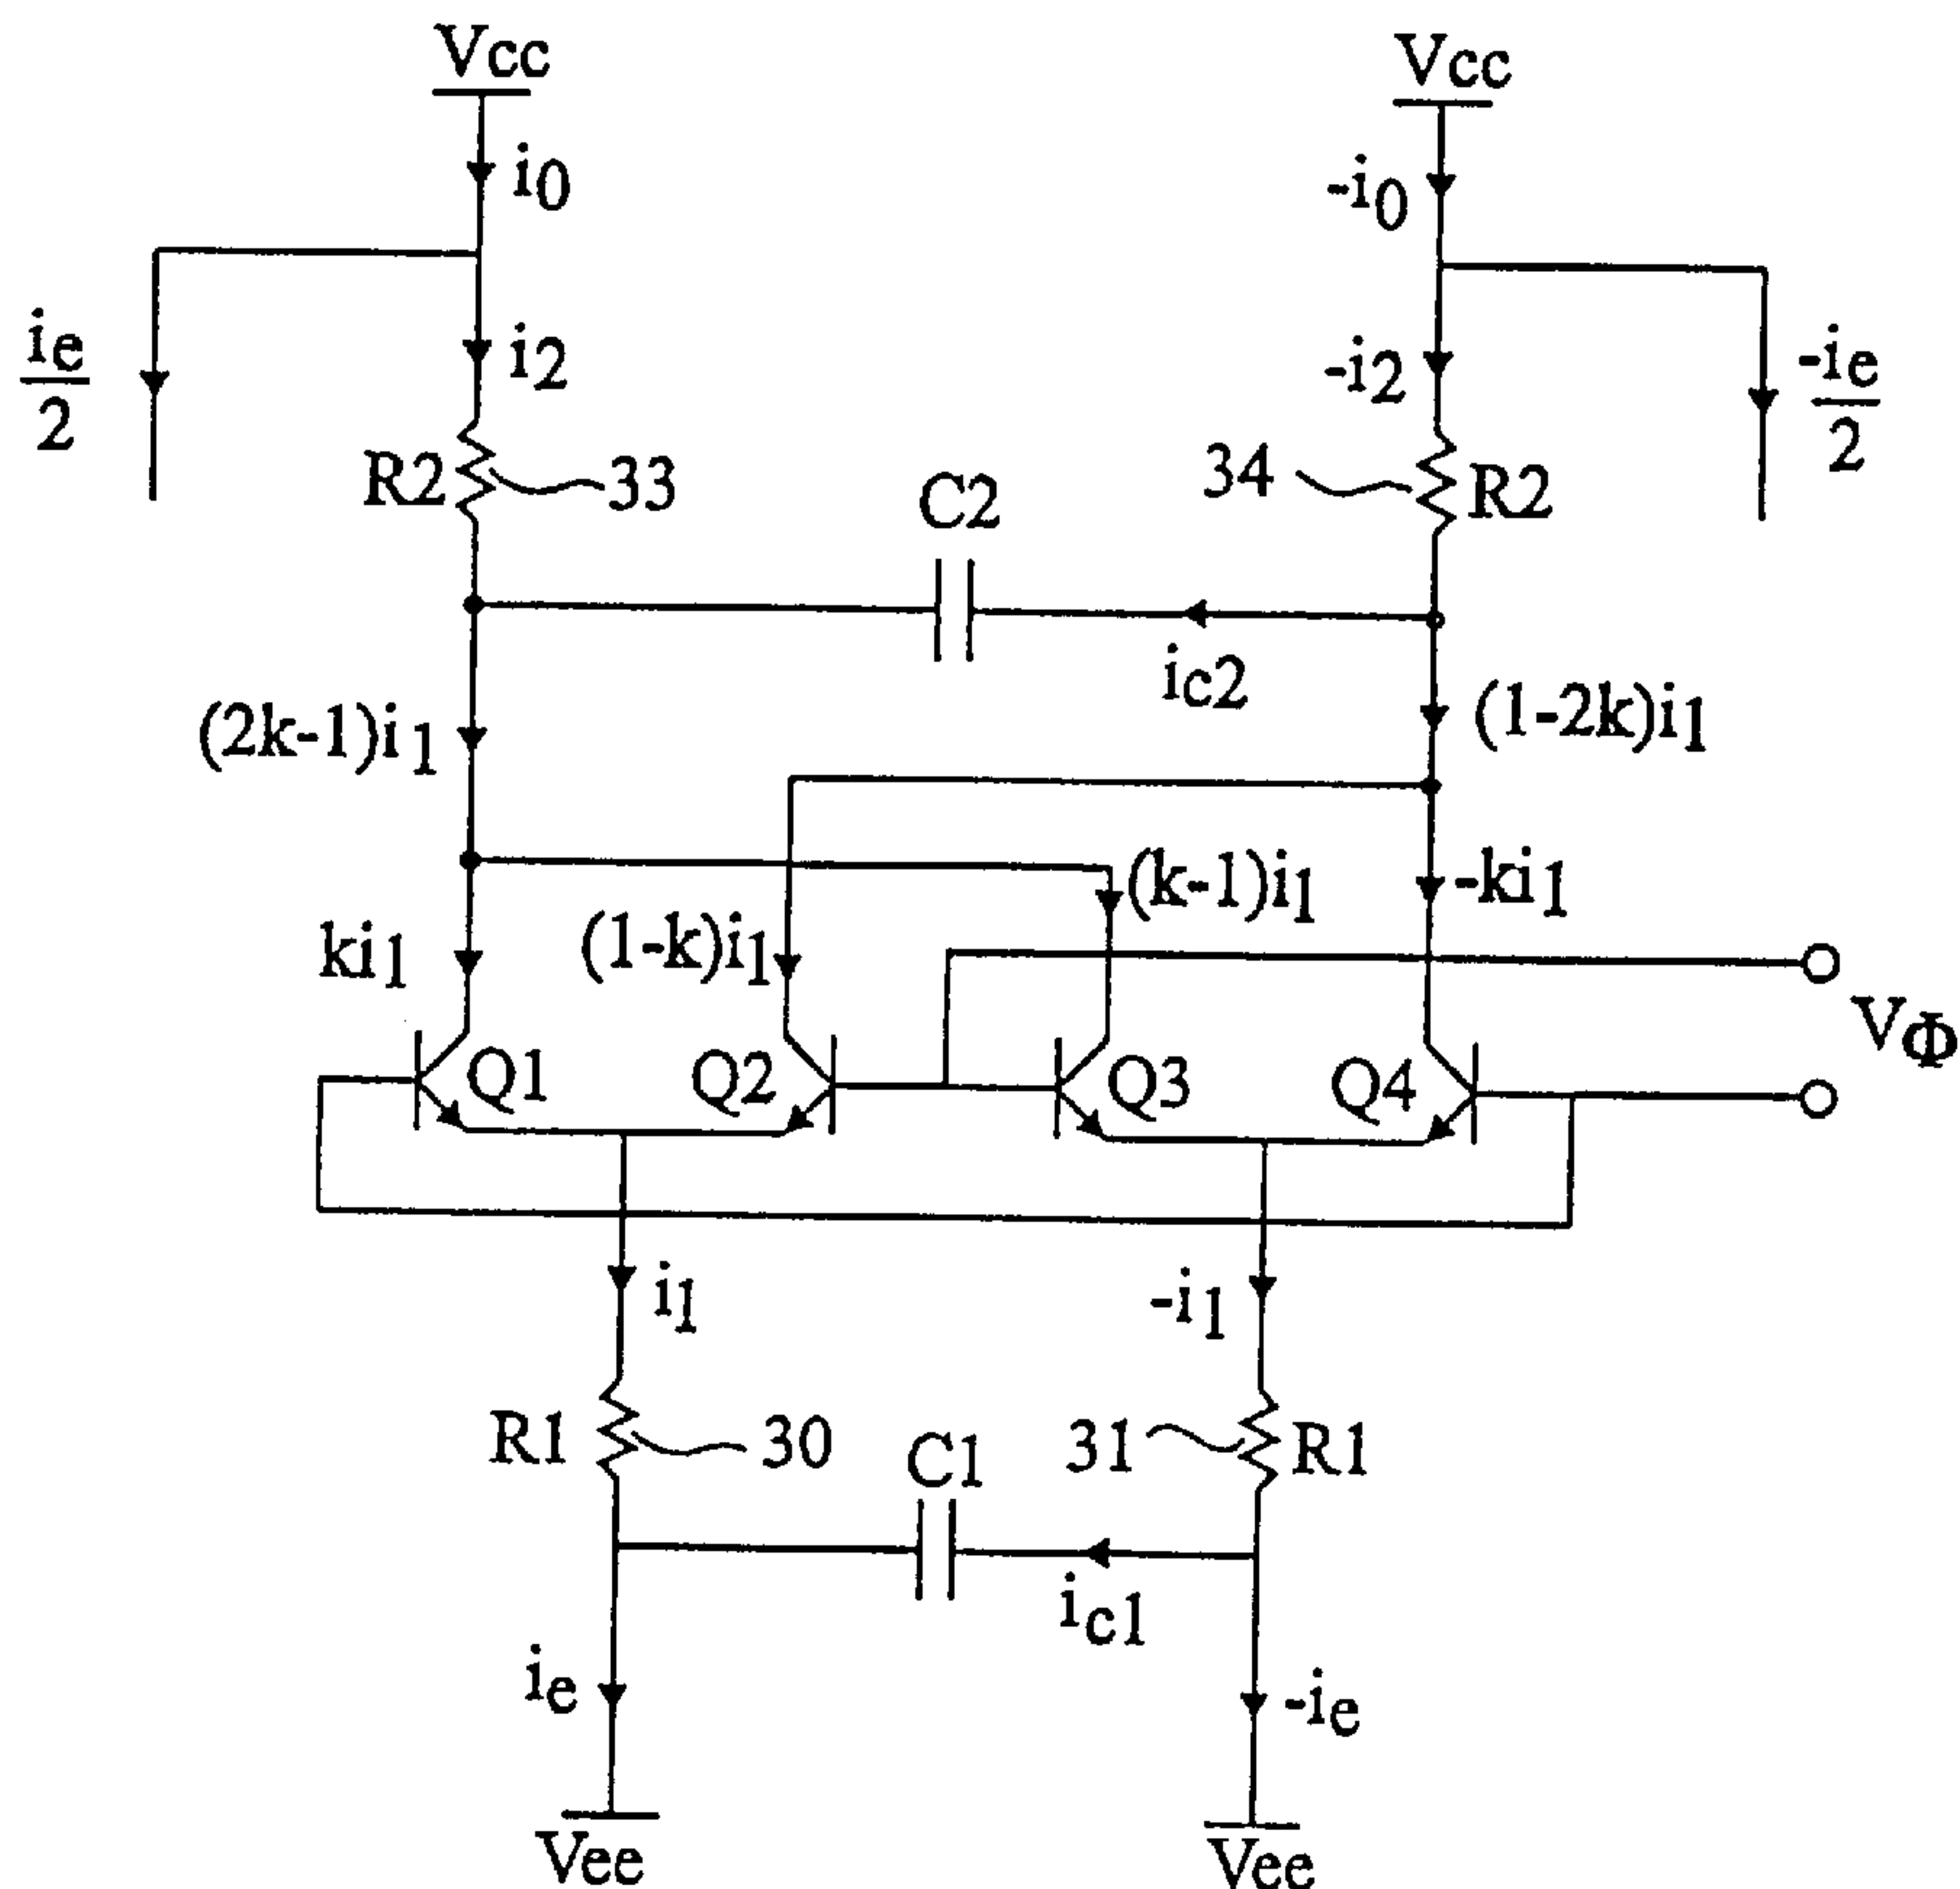 Vcc Vcc
i0 -i0
ie/2 i2 -i2 -ie/2
R2 33 C2 34 R2
ic2
(2k-1)i1 (1-2k)i1
ki1 (1-k)i1 (k-1)i1 -ki1
VΦ
Q1 Q2 Q3 Q4
i1 -i1
R1 30 C1 31 R1
ic1
ie -ie
Vee Vee